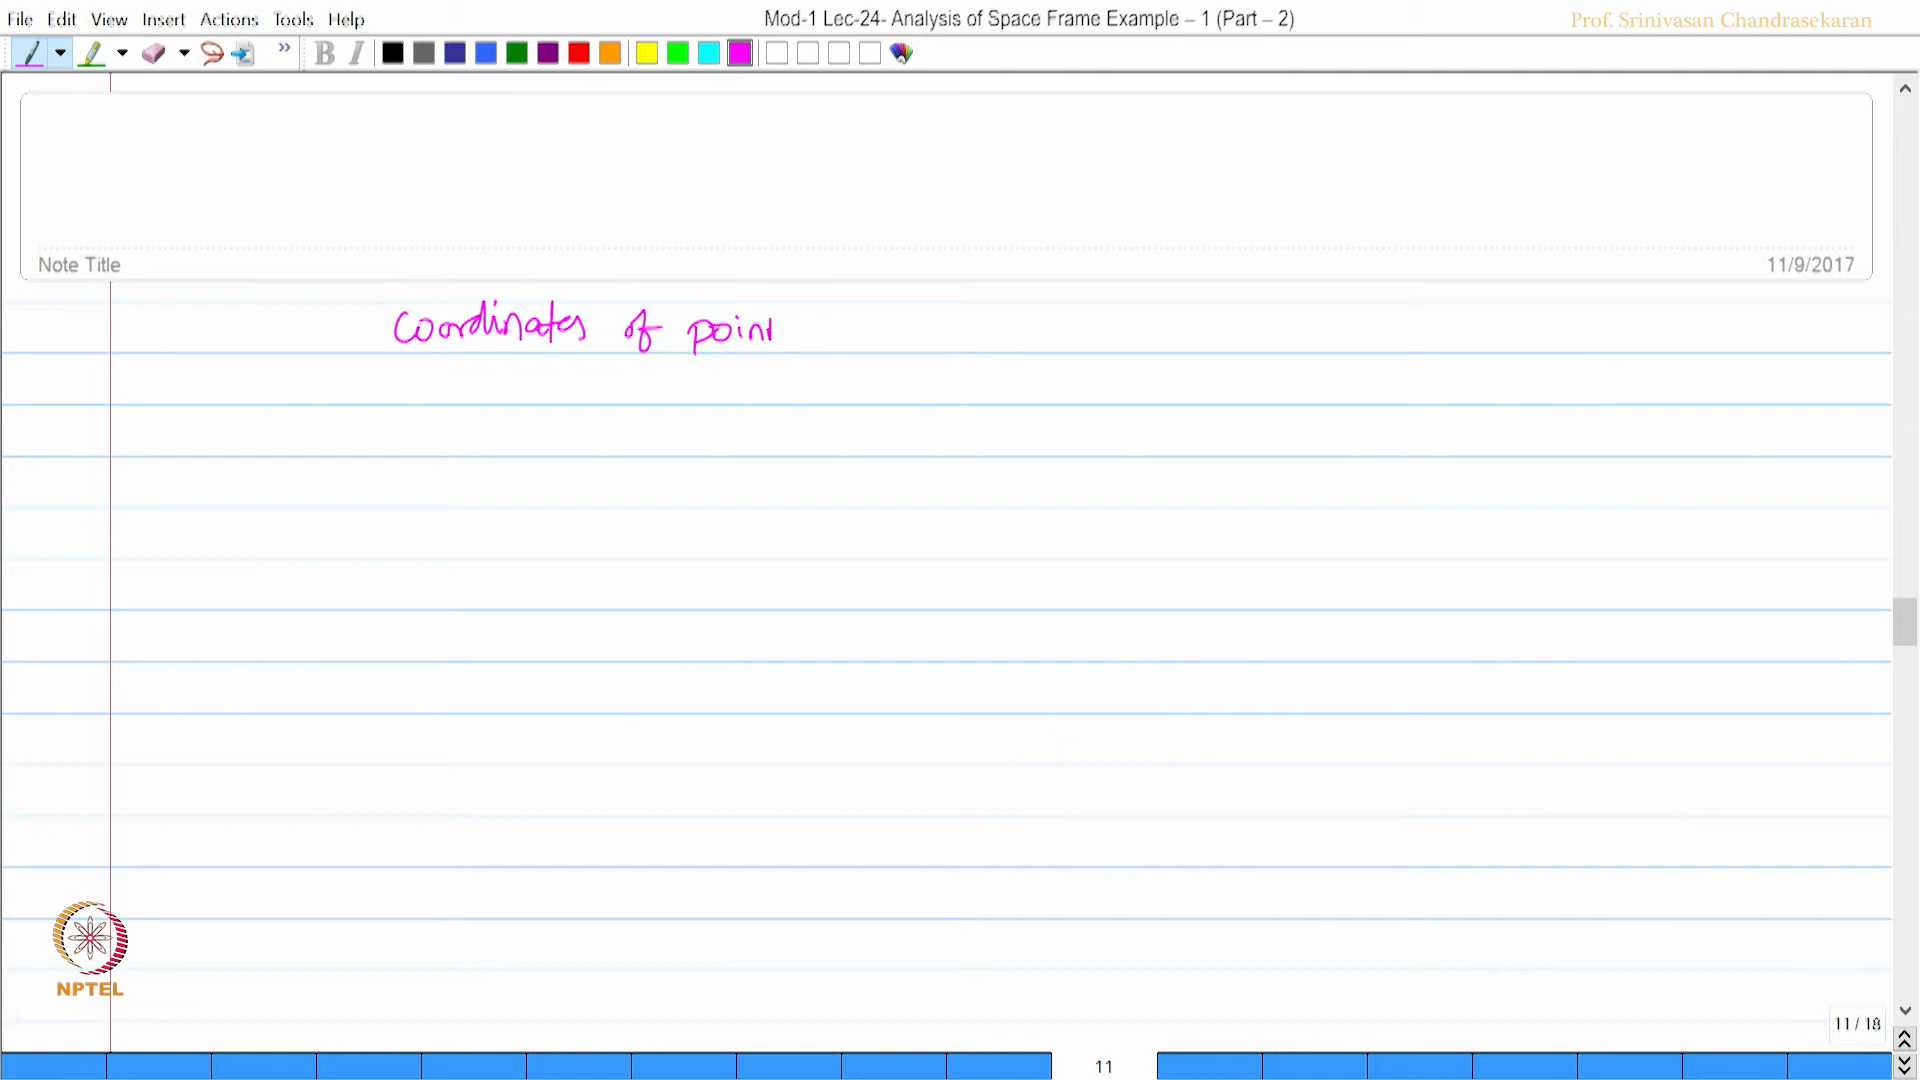 File Edit View Insert Actions Tools Help
Mod-1 Lec-24- Analysis of Space Frame Example – 1 (Part – 2)
Prof. Srinivasan Chandrasekaran
B I
Note Title
11/9/2017
Coordinates of point
NPTEL
11 / 18
11